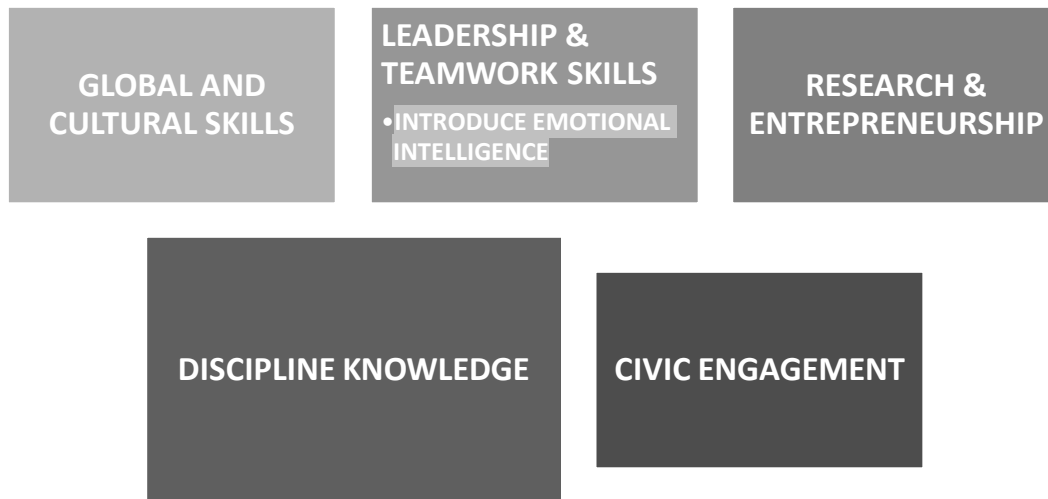 GLOBAL AND
CULTURAL SKILLS
LEADERSHIP &
TEAMWORK SKILLS
•INTRODUCE EMOTIONAL
INTELLIGENCE
RESEARCH &
ENTREPRENEURSHIP
DISCIPLINE KNOWLEDGE
CIVIC ENGAGEMENT